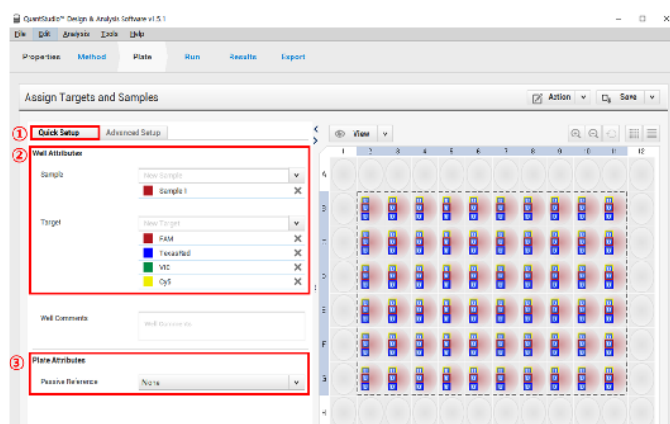 QuantStudio™ Design & Analysis Software v1.5.1
File Edit Analysis Tools Help
Properties Method Plate Run Results Export
Assign Targets and Samples
Action Save
① Quick Setup Advanced Setup
View
② Well Attributes
1 2 3 4 5 6 7 8 9 10 11 12
Sample New Sample
Sample 1
A
Target New Target
B
FAM
TexasRed
VIC
Cy5
C
D
E
Well Comments Well Comments
F
③ Plate Attributes
Passive Reference None
G
H